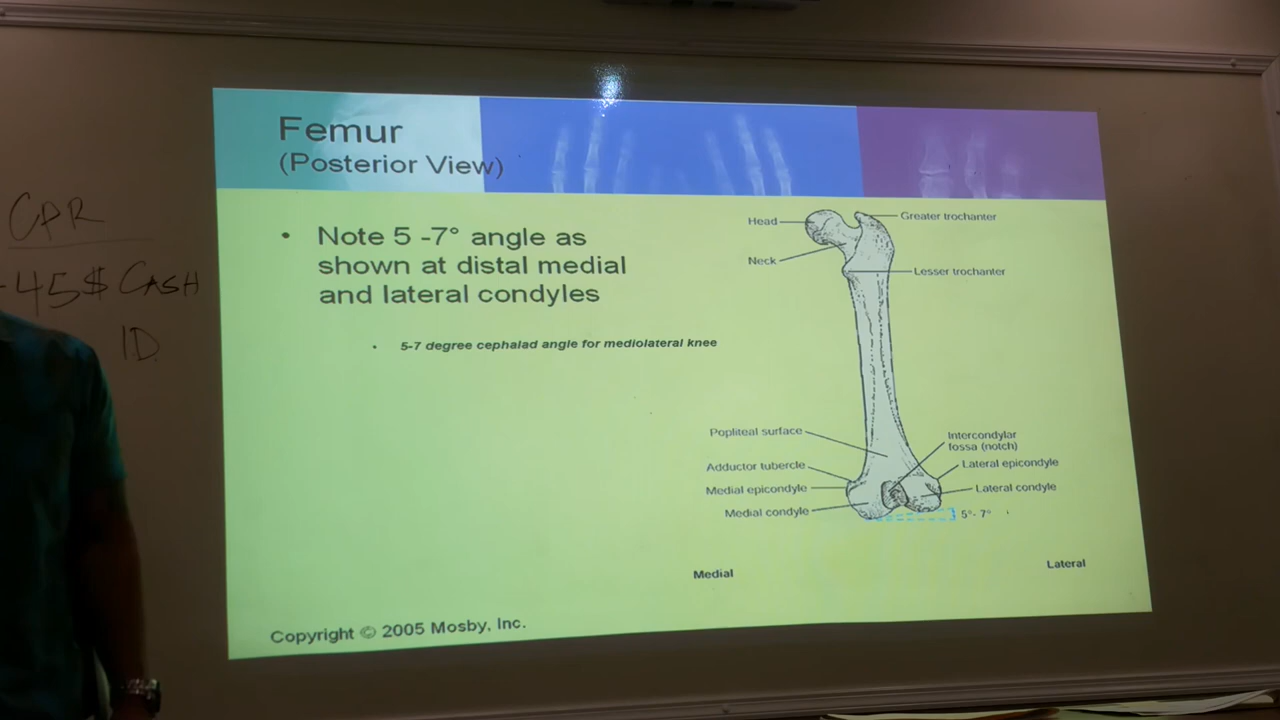 CPR
-45$ CASH
ID
Femur
(Posterior View)
• Note 5 -7° angle as
shown at distal medial
and lateral condyles
• 5-7 degree cephalad angle for mediolateral knee
Head
Greater trochanter
Neck
Lesser trochanter
Popliteal surface
Intercondylar
fossa (notch)
Adductor tubercle
Lateral epicondyle
Medial epicondyle
Lateral condyle
Medial condyle
5°- 7°
Medial
Lateral
Copyright © 2005 Mosby, Inc.